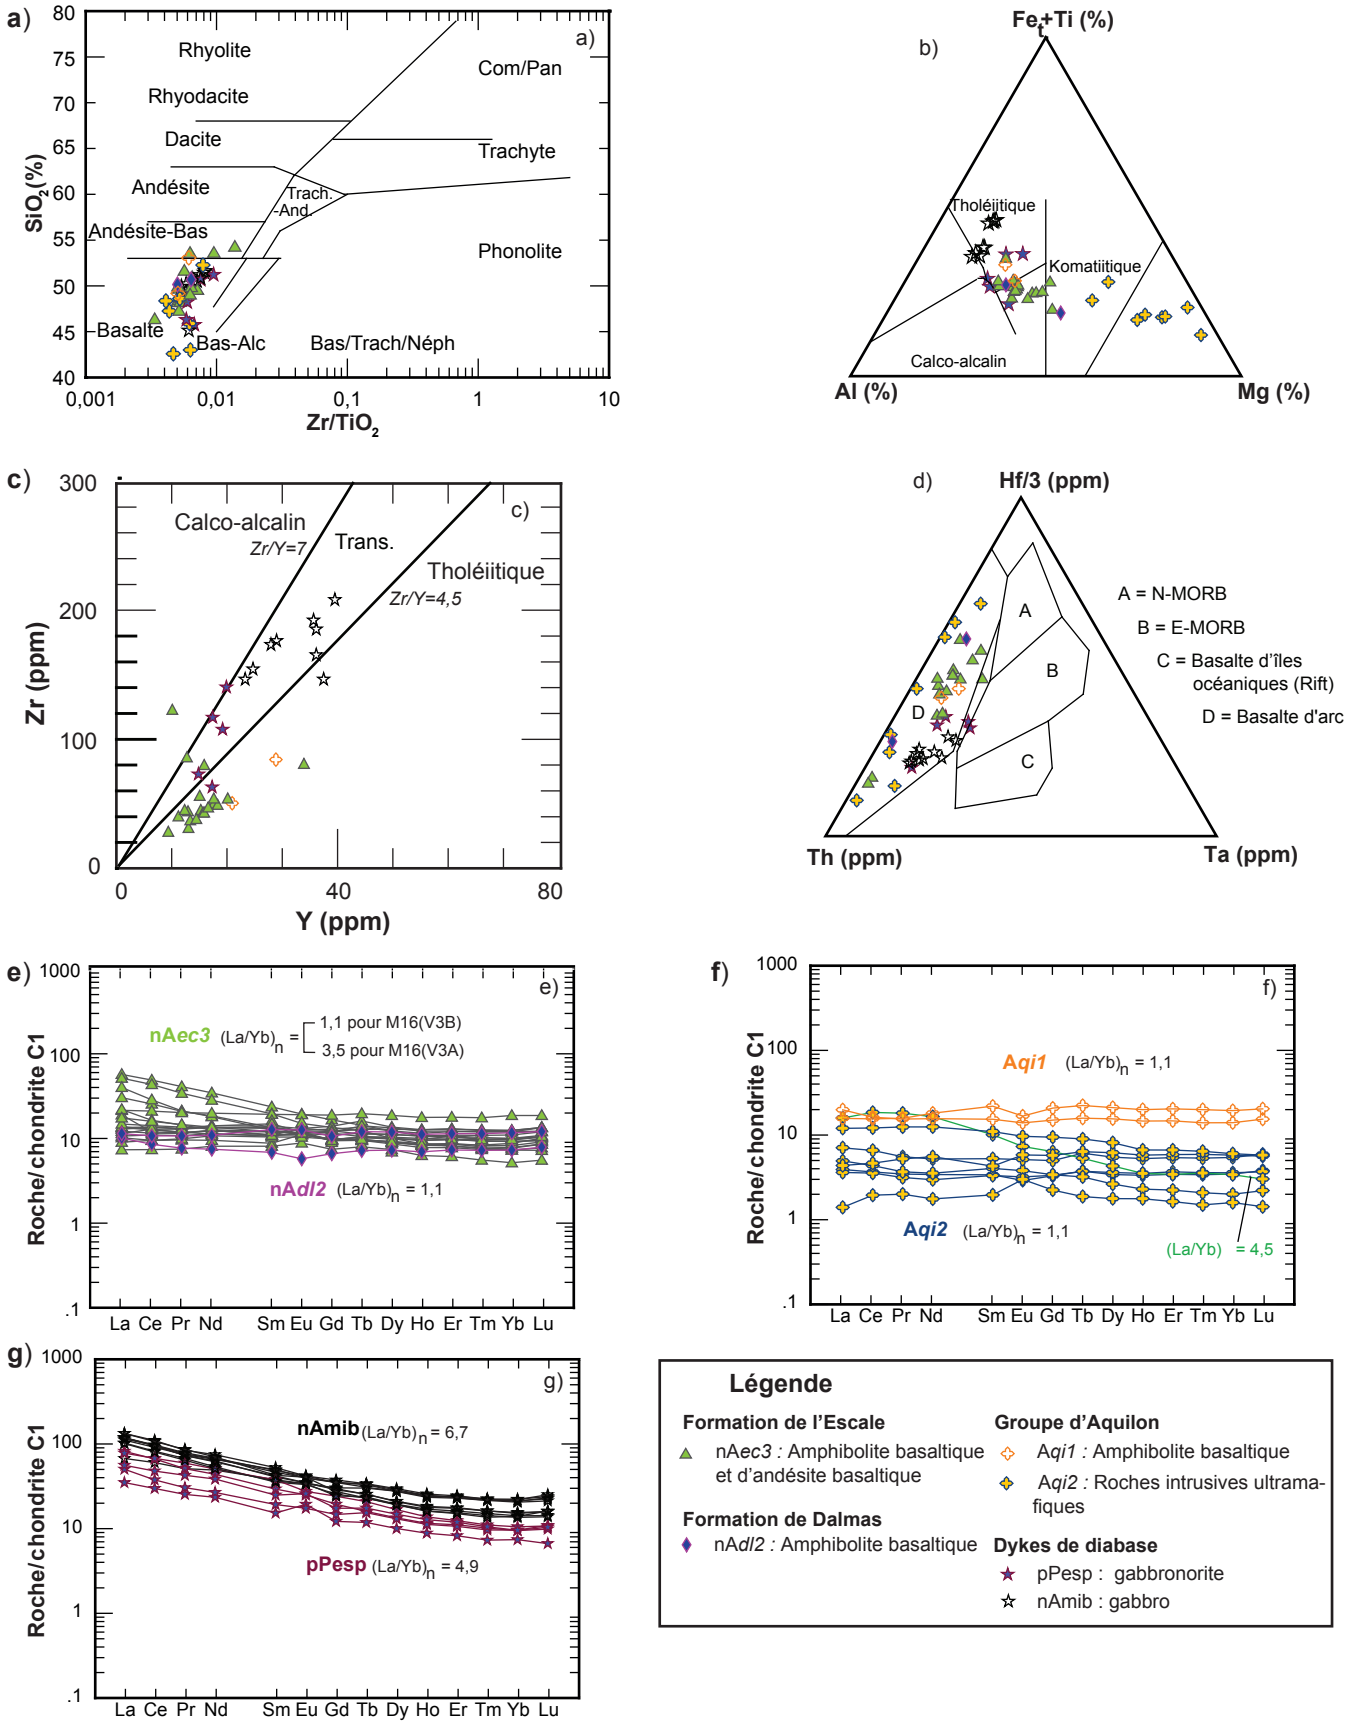 a)
a)
SiO2(%)
80
75
70
65
60
55
50
45
40
Rhyolite
Com/Pan
Rhyodacite
Dacite
Trachyte
Andésite
Trach.
-And.
Andésite-Bas
Phonolite
Basalte
Bas-Alc
Bas/Trach/Néph
0,001
0,01
0,1
1
10
Zr/TiO2
b)
Fet+Ti (%)
Tholéiitique
Komatiitique
Calco-alcalin
Al (%)
Mg (%)
c)
c)
Zr (ppm)
300
200
100
0
Calco-alcalin
Zr/Y=7
Trans.
Tholéiitique
Zr/Y=4,5
0
40
80
Y (ppm)
d)
Hf/3 (ppm)
A
B
C
D
A = N-MORB
B = E-MORB
C = Basalte d'îles
océaniques (Rift)
D = Basalte d'arc
Th (ppm)
Ta (ppm)
e)
e)
Roche/chondrite C1
1000
100
10
1
.1
nAec3 (La/Yb)n =
1,1 pour M16(V3B)
3,5 pour M16(V3A)
nAdl2 (La/Yb)n = 1,1
La Ce Pr Nd Sm Eu Gd Tb Dy Ho Er Tm Yb Lu
f)
f)
Roche/chondrite C1
1000
100
10
1
.1
Aqi1 (La/Yb)n = 1,1
Aqi2 (La/Yb)n = 1,1
(La/Yb) = 4,5
La Ce Pr Nd Sm Eu Gd Tb Dy Ho Er Tm Yb Lu
g)
g)
Roche/chondrite C1
1000
100
10
1
.1
nAmib (La/Yb)n = 6,7
pPesp (La/Yb)n = 4,9
La Ce Pr Nd Sm Eu Gd Tb Dy Ho Er Tm Yb Lu
Légende
Formation de l'Escale
nAec3 : Amphibolite basaltique
et d'andésite basaltique
Formation de Dalmas
nAdl2 : Amphibolite basaltique
Groupe d'Aquilon
Aqi1 : Amphibolite basaltique
Aqi2 : Roches intrusives ultrama-
fiques
Dykes de diabase
pPesp : gabbronorite
nAmib : gabbro